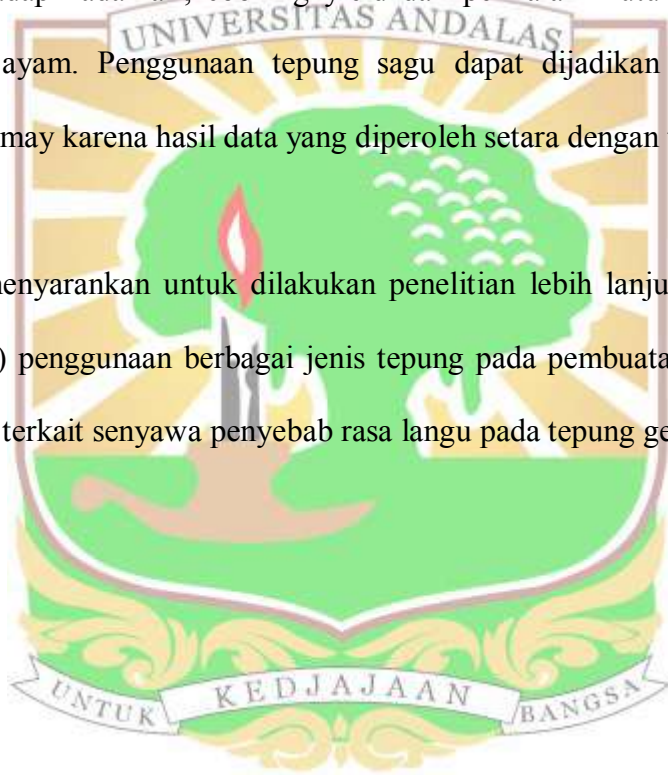 UNIVERSITAS ANDALAS
ayam. Penggunaan tepung sagu dapat dijadikan
may karena hasil data yang diperoleh setara dengan
menyarankan untuk dilakukan penelitian lebih lanju
) penggunaan berbagai jenis tepung pada pembuata
terkait senyawa penyebab rasa langu pada tepung ge
UNTUK KEDJAJAAN BANGSA